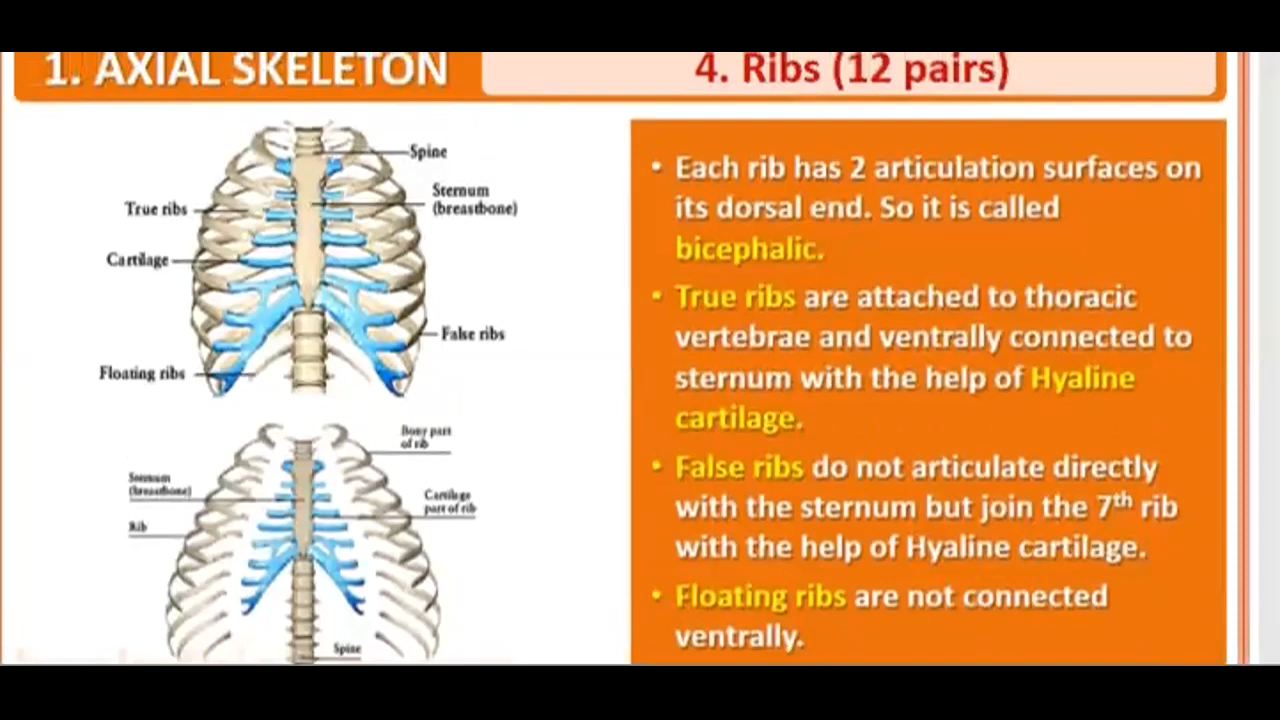 1. AXIAL SKELETON
4. Ribs (12 pairs)
Spine
Sternum
(breastbone)
True ribs
Cartilage
False ribs
Floating ribs
Bony part
of rib
Sternum
(breastbone)
Cartilage
part of rib
Rib
Spine
• Each rib has 2 articulation surfaces on
its dorsal end. So it is called
bicephalic.
• True ribs are attached to thoracic
vertebrae and ventrally connected to
sternum with the help of Hyaline
cartilage.
• False ribs do not articulate directly
with the sternum but join the 7th rib
with the help of Hyaline cartilage.
• Floating ribs are not connected
ventrally.